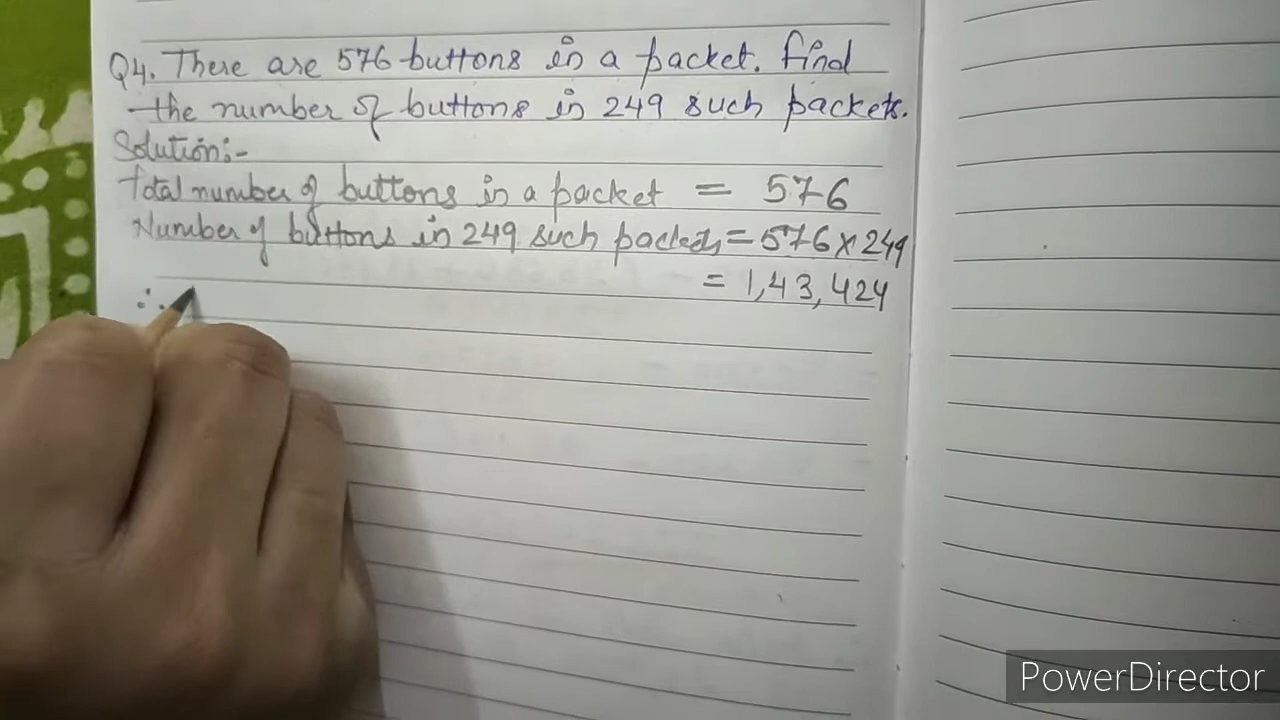 Q4. There are 576 buttons in a packet. Find
the number of buttons in 249 such packets.
Solution:-
Total number of buttons in a packet = 576
Number of buttons in 249 such packets = 576 x 249
= 1,43,424
∴
PowerDirector